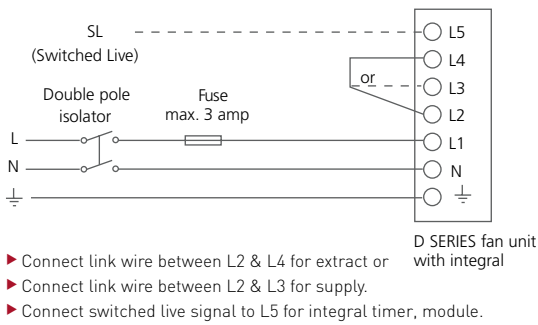 SL
(Switched Live)
Double pole
isolator
Fuse
max. 3 amp
L
N
L5
L4
or
L3
L2
L1
N
D SERIES fan unit
with integral
▶ Connect link wire between L2 & L4 for extract or
▶ Connect link wire between L2 & L3 for supply.
▶ Connect switched live signal to L5 for integral timer, module.